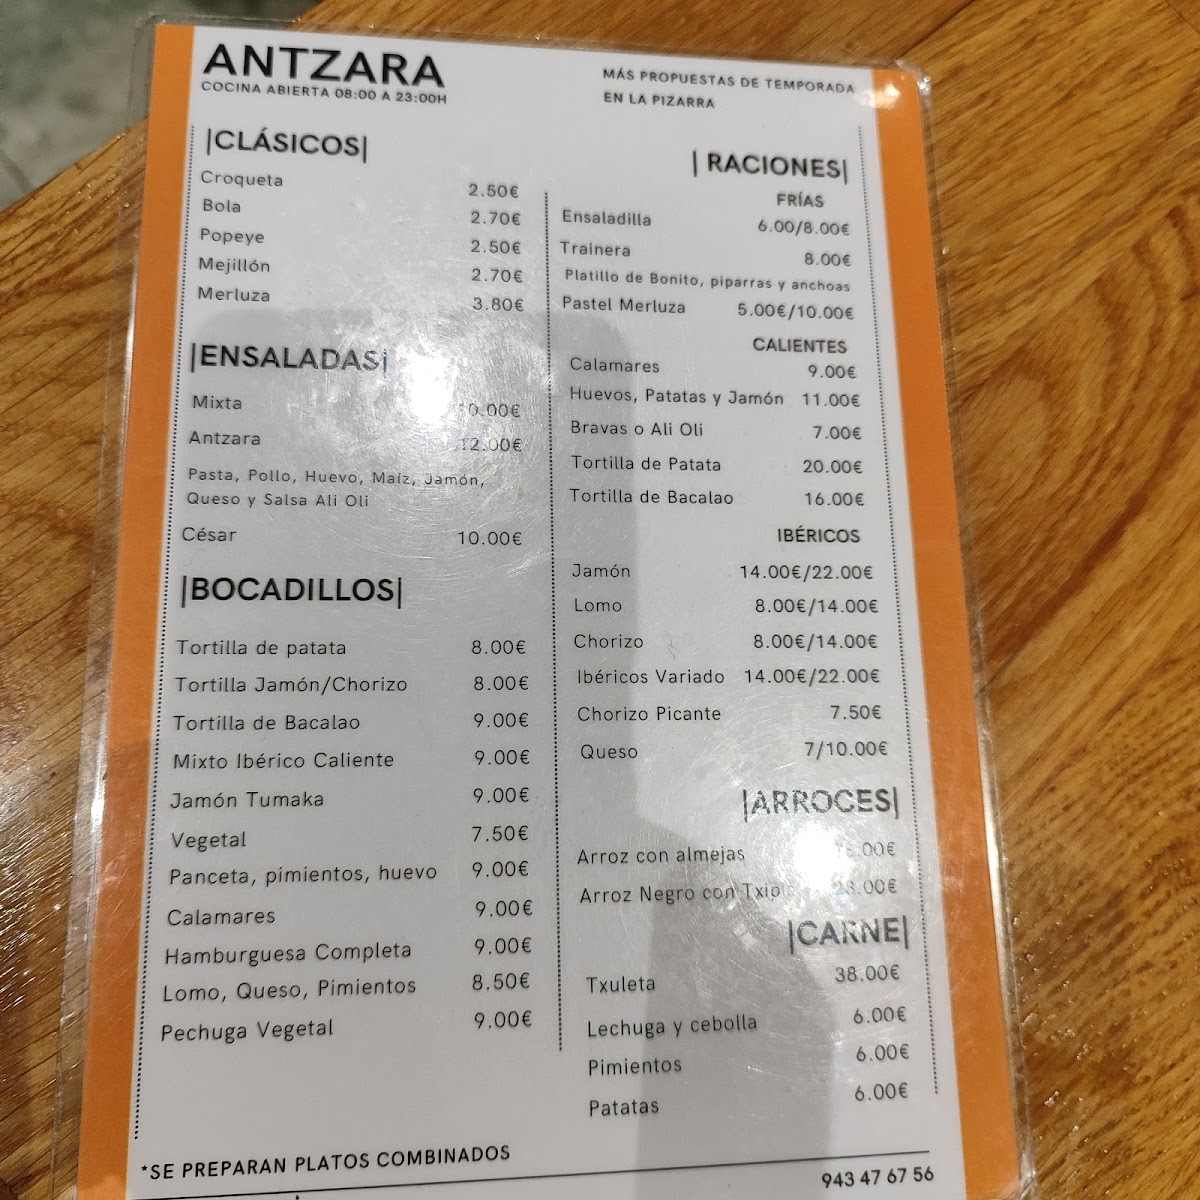 ANTZARA
COCINA ABIERTA 08:00 A 23:00H
MÁS PROPUESTAS DE TEMPORADA
EN LA PIZARRA
|CLÁSICOS|
Croqueta 2.50€
Bola 2.70€
Popeye 2.50€
Mejillón 2.70€
Merluza 3.80€
|ENSALADAS|
Mixta 10.00€
Antzara 12.00€
Pasta, Pollo, Huevo, Maíz, Jamón,
Queso y Salsa Ali Oli
César 10.00€
|BOCADILLOS|
Tortilla de patata 8.00€
Tortilla Jamón/Chorizo 8.00€
Tortilla de Bacalao 9.00€
Mixto Ibérico Caliente 9.00€
Jamón Tumaka 9.00€
Vegetal 7.50€
Panceta, pimientos, huevo 9.00€
Calamares 9.00€
Hamburguesa Completa 9.00€
Lomo, Queso, Pimientos 8.50€
Pechuga Vegetal 9.00€
| RACIONES|
FRÍAS
Ensaladilla 6.00/8.00€
Trainera 8.00€
Platillo de Bonito, piparras y anchoas
Pastel Merluza 5.00€/10.00€
CALIENTES
Calamares 9.00€
Huevos, Patatas y Jamón 11.00€
Bravas o Ali Oli 7.00€
Tortilla de Patata 20.00€
Tortilla de Bacalao 16.00€
IBÉRICOS
Jamón 14.00€/22.00€
Lomo 8.00€/14.00€
Chorizo 8.00€/14.00€
Ibéricos Variado 14.00€/22.00€
Chorizo Picante 7.50€
Queso 7/10.00€
|ARROCES|
Arroz con almejas
Arroz Negro con
|CARNE|
Txuleta 38.00€
Lechuga y cebolla 6.00€
Pimientos 6.00€
Patatas 6.00€
*SE PREPARAN PLATOS COMBINADOS
943 47 67 56